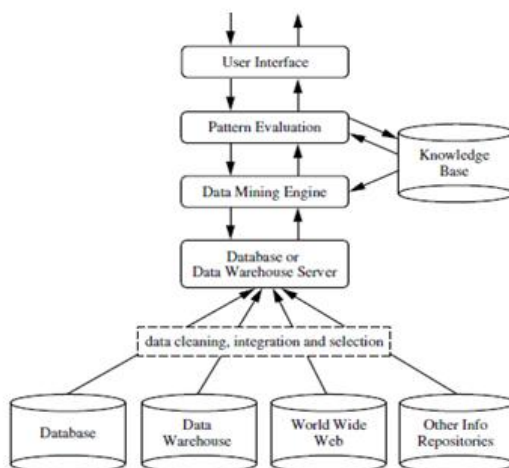 User Interface
Pattern Evaluation
Knowledge
Base
Data Mining Engine
Database or
Data Warehouse Server
data cleaning, integration and selection
Database
Data
Warehouse
World Wide
Web
Other Info
Repositories